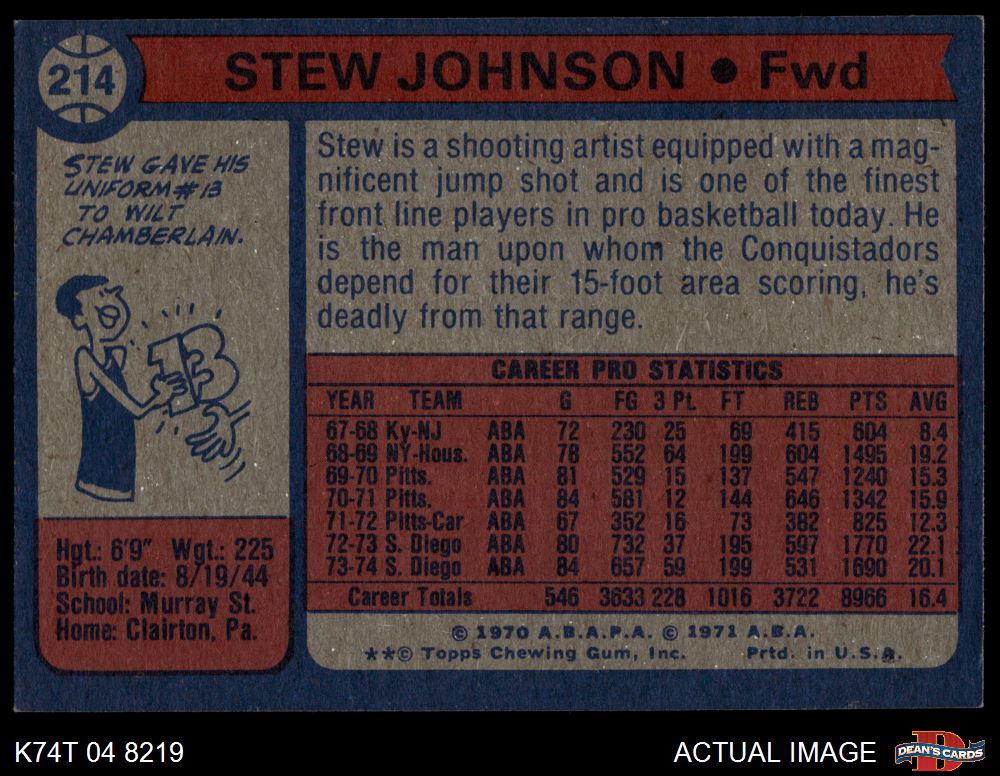 214
STEW JOHNSON • Fwd
STEW GAVE HIS
UNIFORM #13
TO WILT
CHAMBERLAIN.
13
Hgt.: 6'9" Wgt.: 225
Birth date: 8/19/44
School: Murray St.
Home: Clairton, Pa.
Stew is a shooting artist equipped with a mag-
nificent jump shot and is one of the finest
front line players in pro basketball today. He
is the man upon whom the Conquistadors
depend for their 15-foot area scoring, he's
deadly from that range.
CAREER PRO STATISTICS
YEAR TEAM G FG 3 Pt. FT REB PTS AVG
67-68 Ky-NJ ABA 72 230 25 69 415 604 8.4
68-69 NY-Hous. ABA 78 552 64 199 604 1495 19.2
69-70 Pitts. ABA 81 529 15 137 547 1240 15.3
70-71 Pitts. ABA 84 581 12 144 646 1342 15.9
71-72 Pitts-Car ABA 67 352 16 73 382 825 12.3
72-73 S. Diego ABA 80 732 37 195 597 1770 22.1
73-74 S. Diego ABA 84 657 59 199 531 1690 20.1
Career Totals 546 3633 228 1016 3722 8966 16.4
© 1970 A.B.A.P.A. © 1971 A.B.A.
**© Topps Chewing Gum, Inc. Prtd. in U.S.A.
K74T 04 8219
ACTUAL IMAGE
D
DEAN'S CARDS